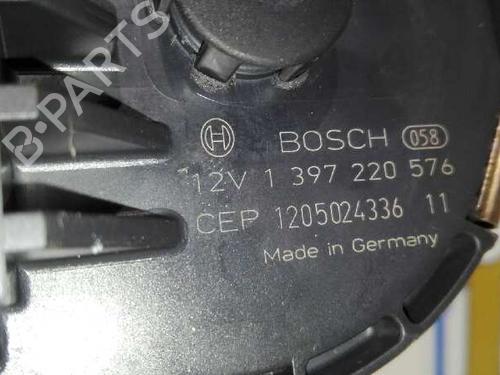 B-PARTS
BOSCH 058
12V 1 397 220 576
CEP 1205024336 11
Made in Germany